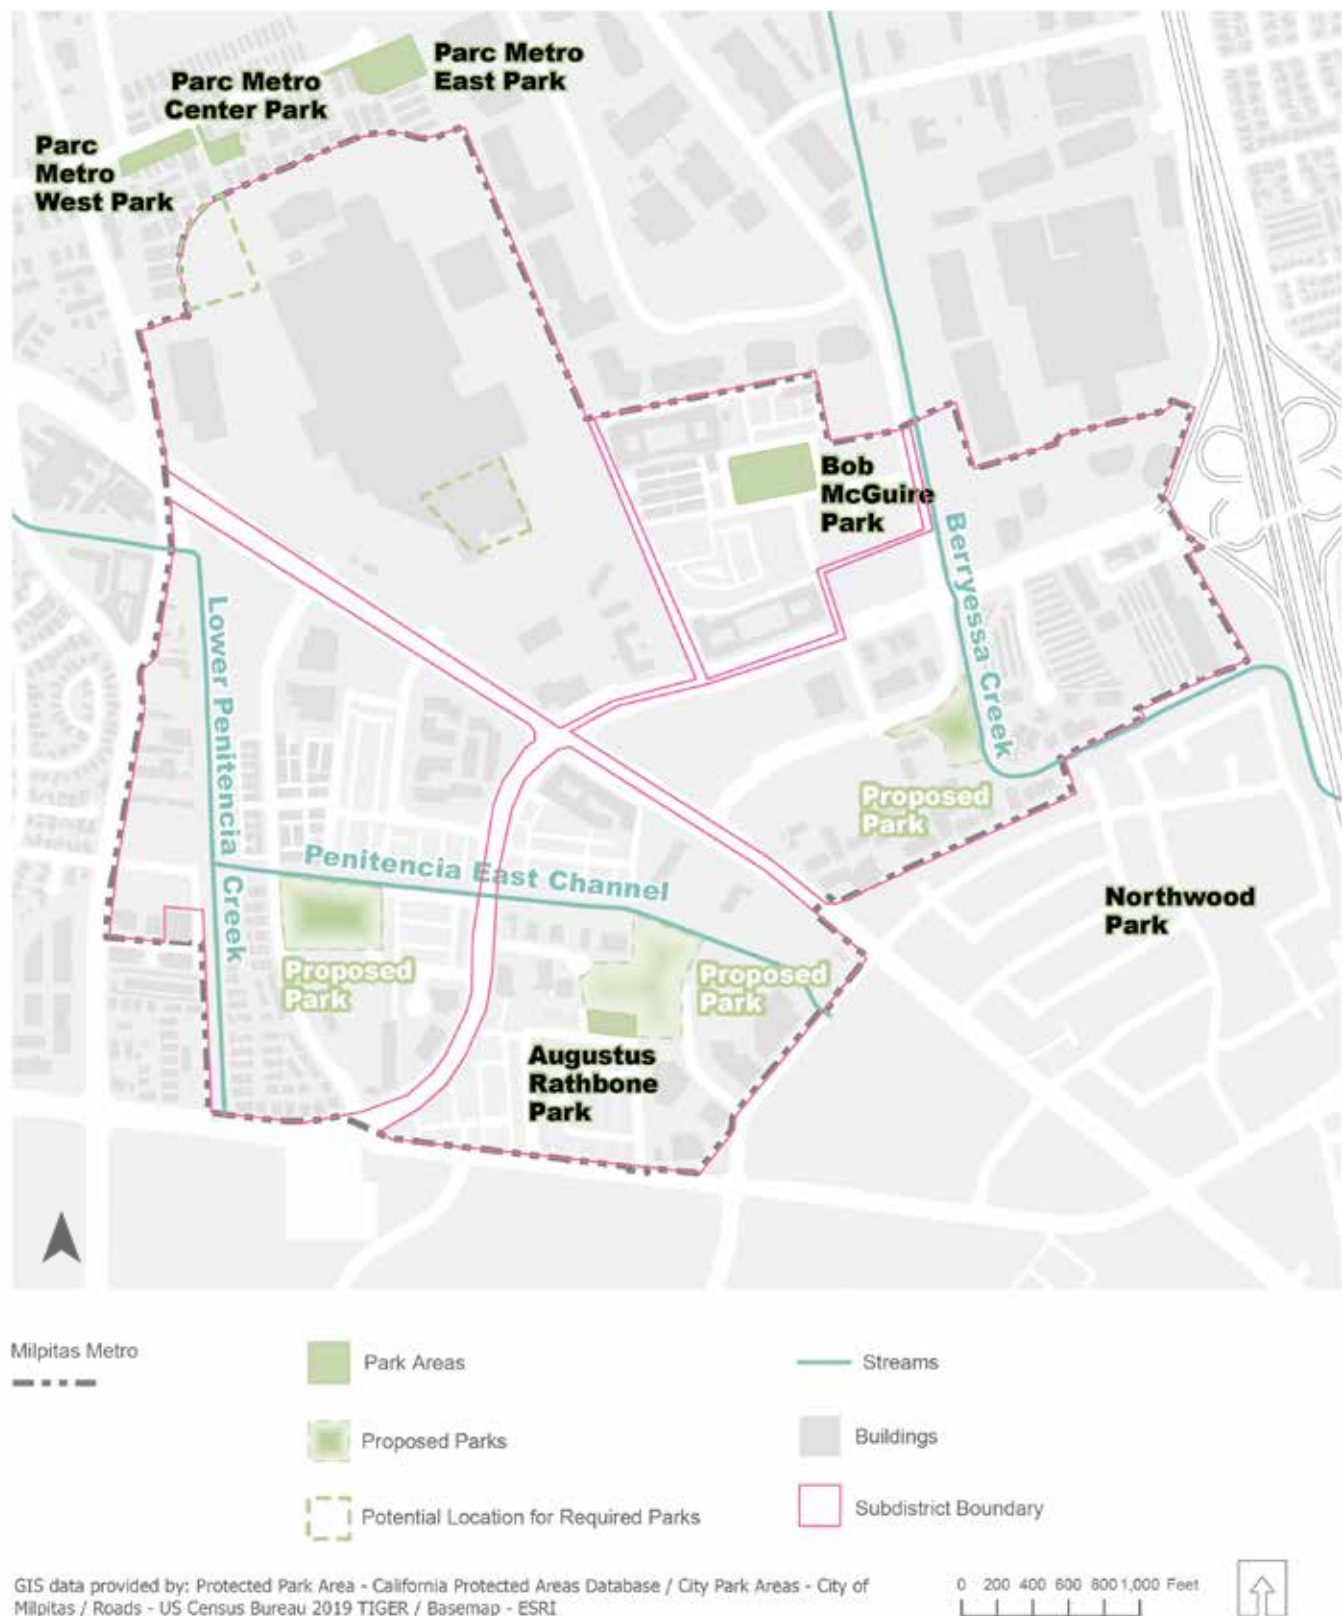 Parc Metro
East Park
Parc Metro
Center Park
Parc
Metro
West Park
Bob
McGuire
Park
Berryessa Creek
Lower Penitencia Creek
Proposed
Park
Penitencia East Channel
Northwood
Park
Proposed
Park
Proposed
Park
Augustus
Rathbone
Park
Milpitas Metro
Park Areas
Streams
Proposed Parks
Buildings
Potential Location for Required Parks
Subdistrict Boundary
GIS data provided by: Protected Park Area - California Protected Areas Database / City Park Areas - City of
Milpitas / Roads - US Census Bureau 2019 TIGER / Basemap - ESRI
0 200 400 600 800 1,000 Feet